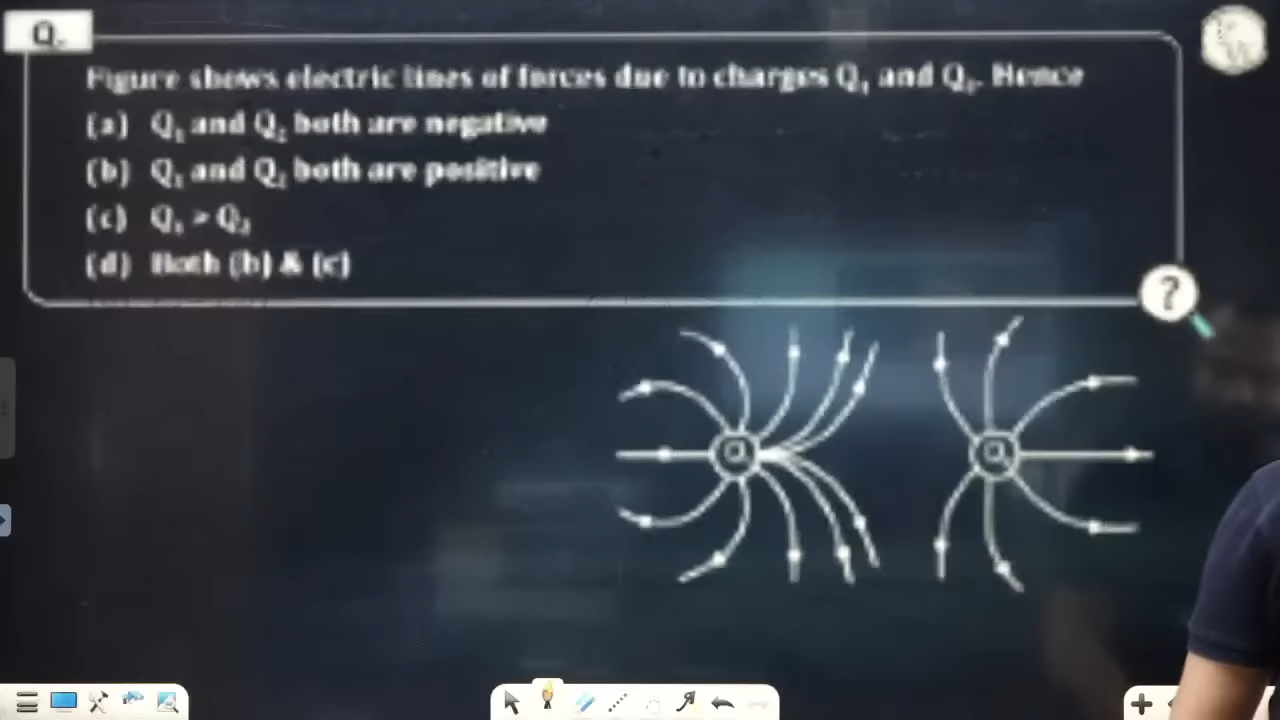 Q.
Figure shows electric lines of forces due to charges Q₁ and Q₂. Hence
(a) Q₁ and Q₂ both are negative
(b) Q₁ and Q₂ both are positive
(c) Q₁ > Q₂
(d) Both (b) & (c)
?
Q Q